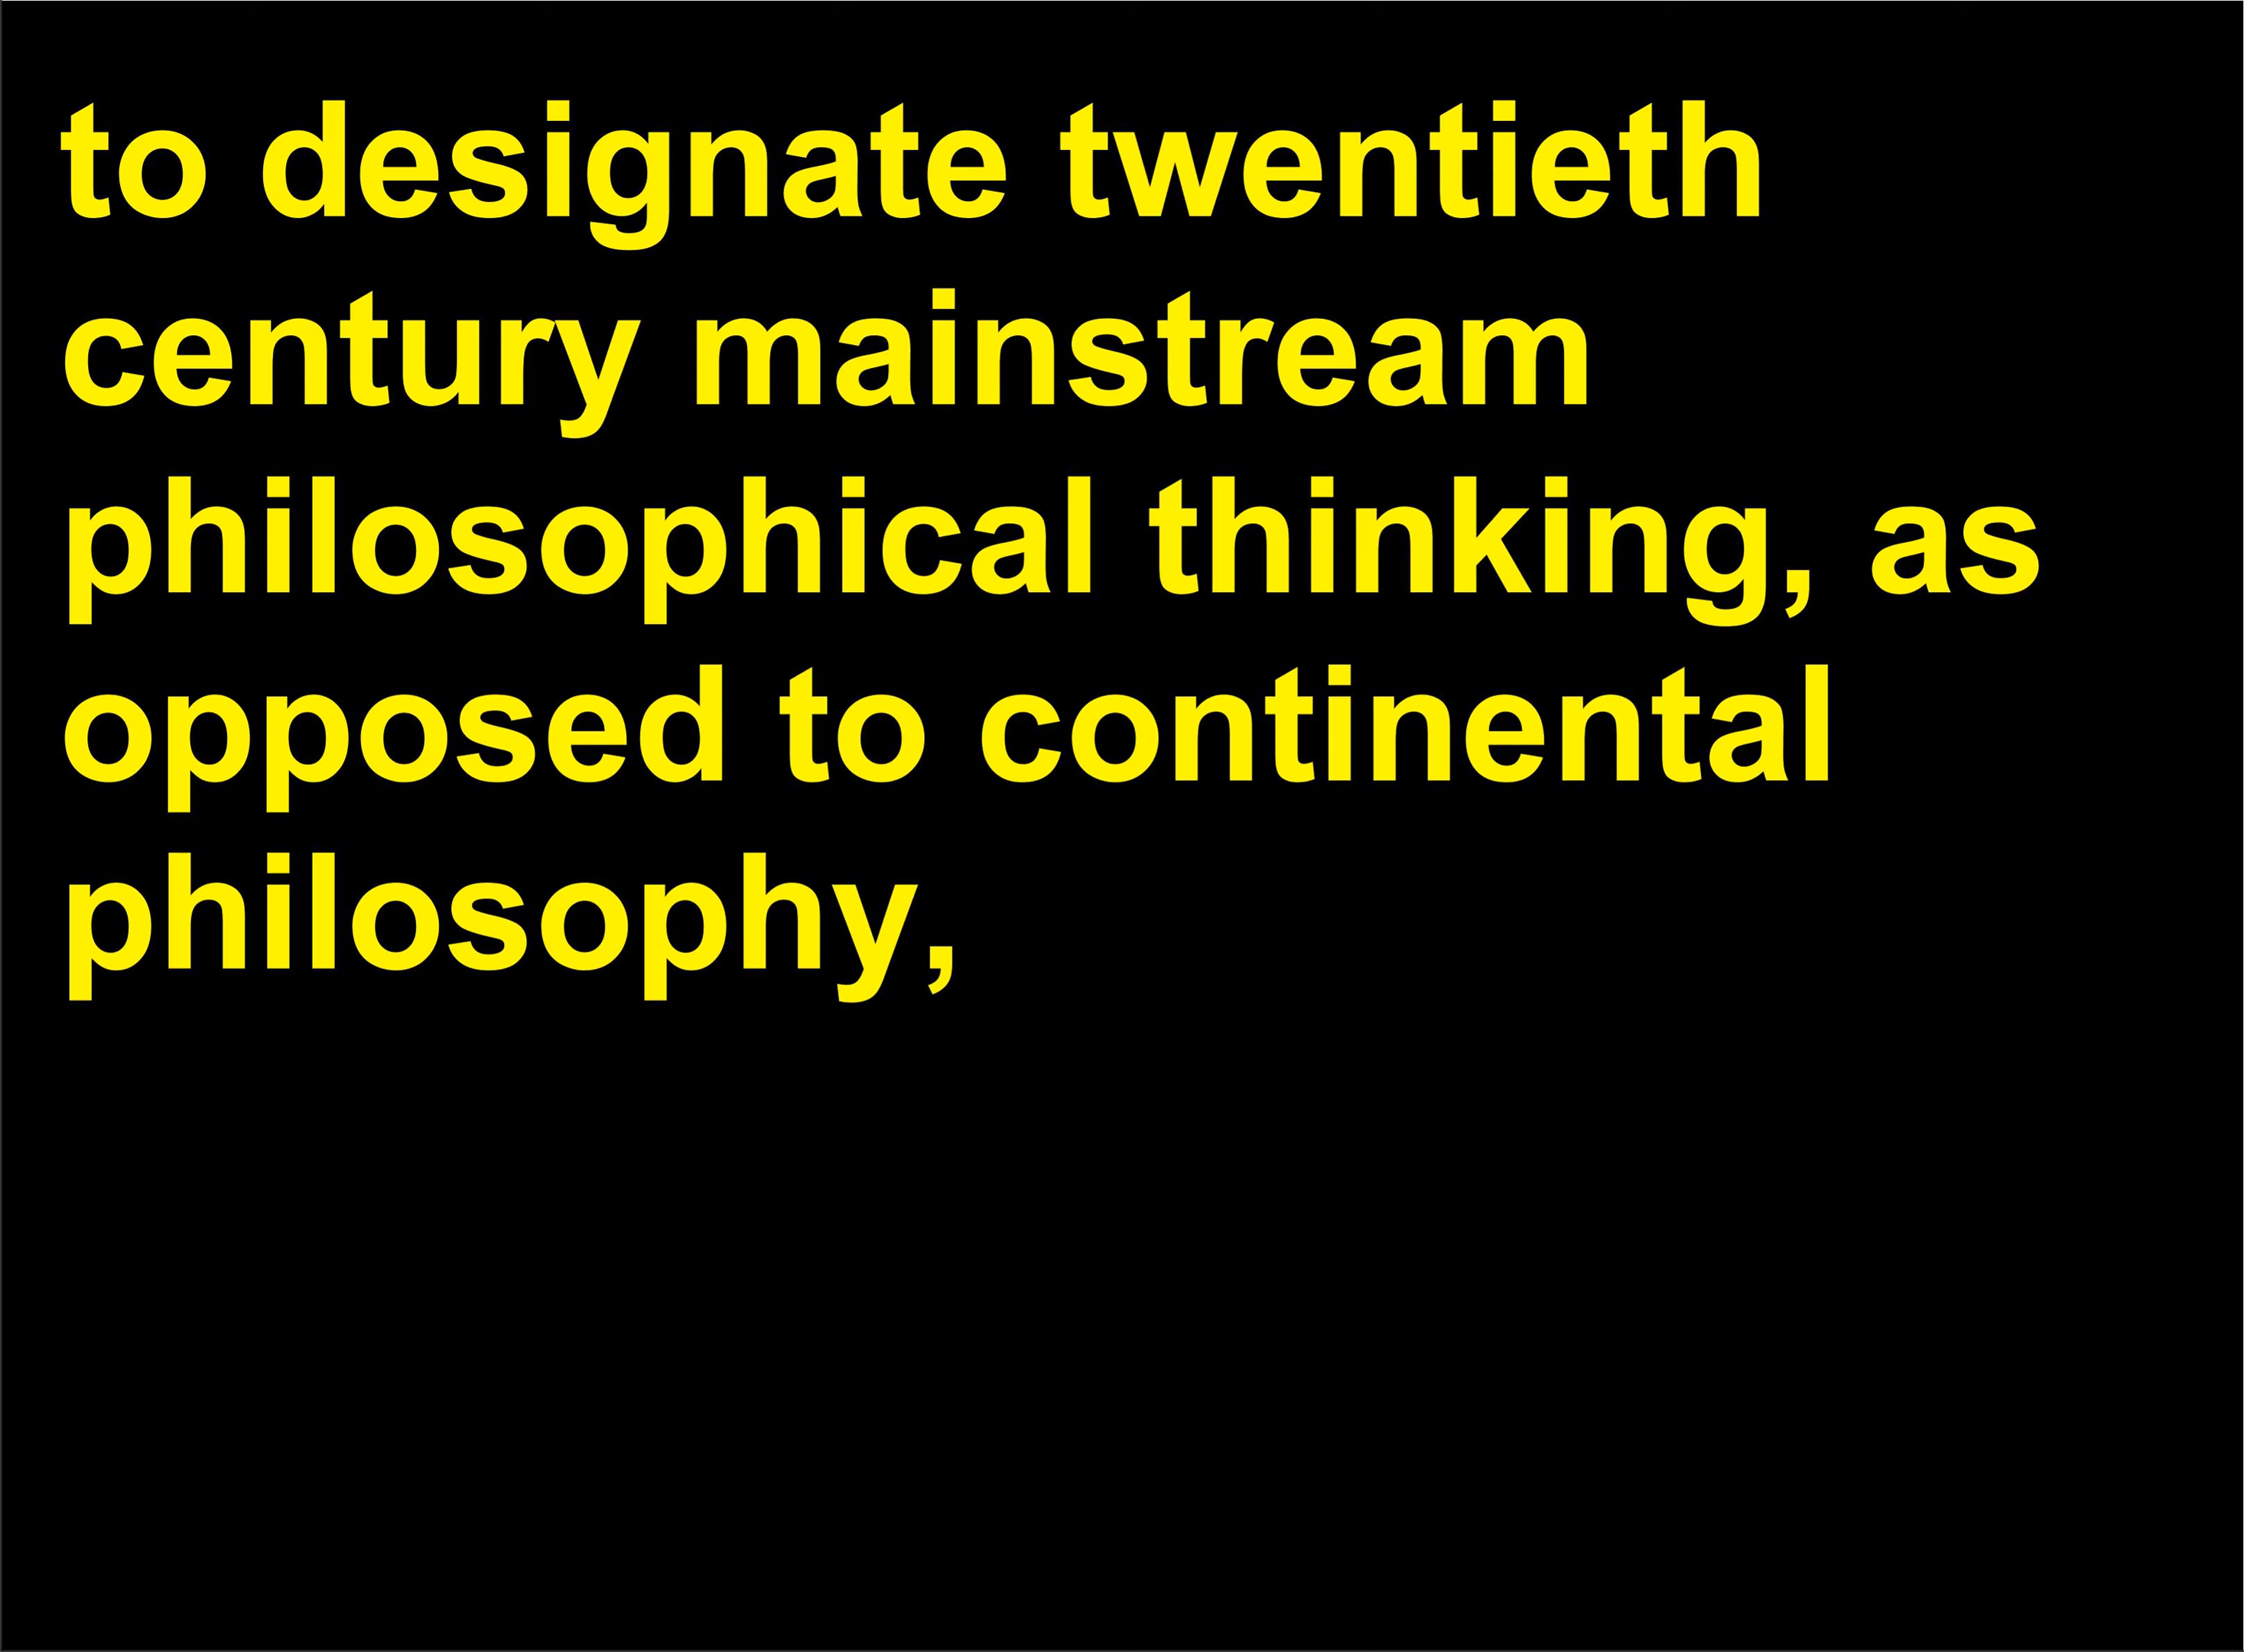 to designate twentieth
century mainstream
philosophical thinking, as
opposed to continental
philosophy,